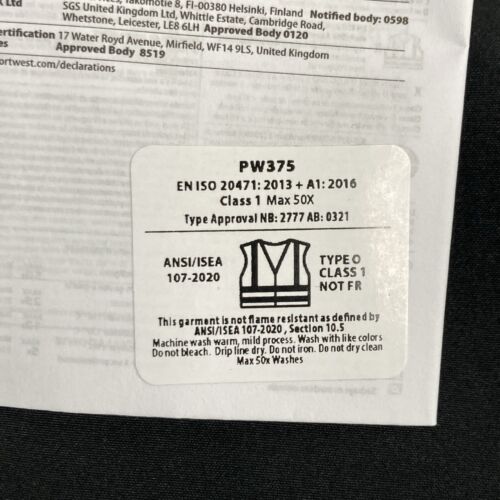 t Ltd
Takomotie 8, FI-00380 Helsinki, Finland Notified body: 0598
SGS United Kingdom Ltd, Whittle Estate, Cambridge Road,
Whetstone, Leicester, LE8 6LH Approved Body 0120
ertification 17 Water Royd Avenue, Mirfield, WF14 9LS, United Kingdom
es Approved Body 8519
ortwest.com/declarations
PW375
EN ISO 20471: 2013 + A1: 2016
Class 1 Max 50X
Type Approval NB: 2777 AB: 0321
ANSI/ISEA
107-2020
TYPE O
CLASS 1
NOT FR
This garment is not flame resistant as defined by
ANSI/ISEA 107-2020, Section 10.5
Machine wash warm, mild process. Wash with like colors
Do not bleach. Drip line dry. Do not iron. Do not dry clean
Max 50x Washes